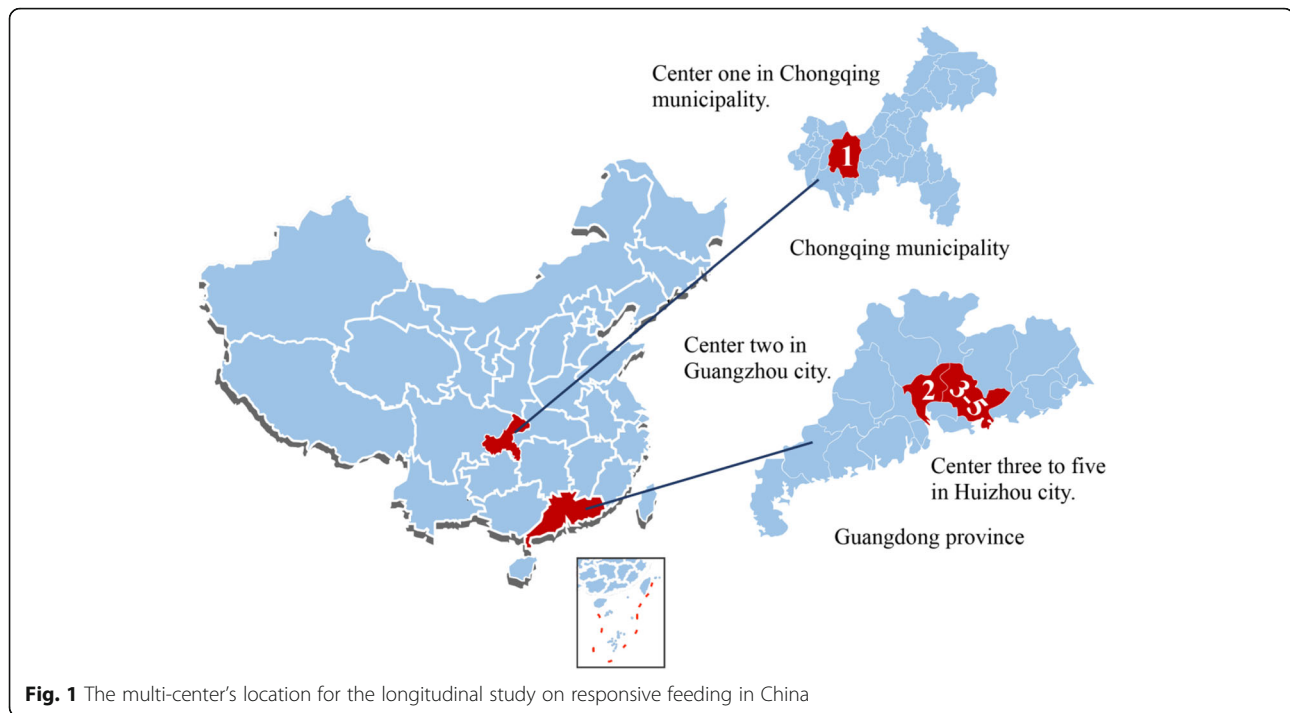 Center one in Chongqing
municipality.
1
Chongqing municipality
Center two in
Guangzhou city.
2
3-5
Center three to five
in Huizhou city.
Guangdong province
Fig. 1 The multi-center's location for the longitudinal study on responsive feeding in China